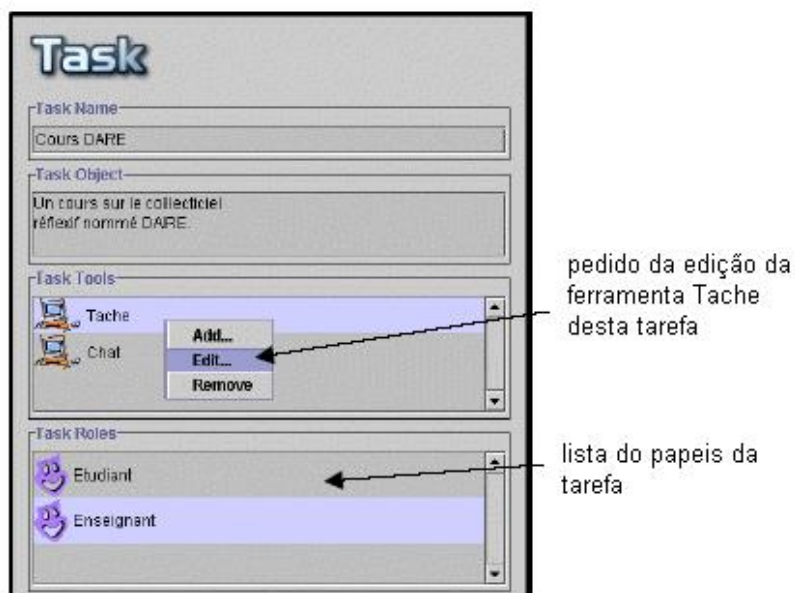 Task
Task Name
Cours DARE
Task Object
Un cours sur le collecticiel
réflexif nommé DARE.
Task Tools
Tache
Chat
Add...
Edit...
Remove
pedido da edição da
ferramenta Tache
desta tarefa
Task Roles
Etudiant
Enseignant
lista do papeis da
tarefa